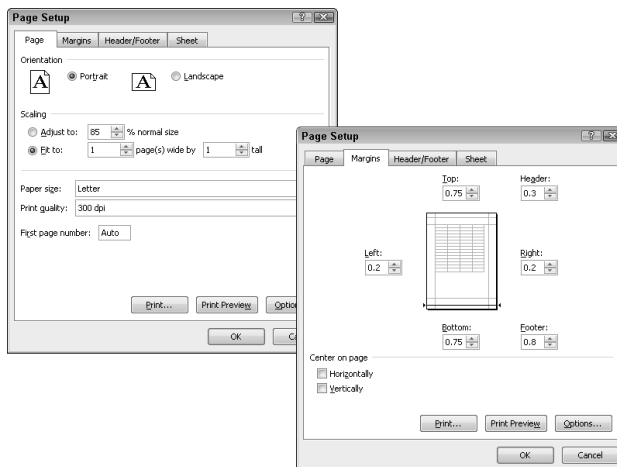 Page Setup
Page Margins Header/Footer Sheet
Orientation
A Portrait A Landscape
Scaling
Adjust to: 85 % normal size
Fit to: 1 page(s) wide by 1 tall
Paper size: Letter
Print quality: 300 dpi
First page number: Auto
Print... Print Preview Option
OK Ca
Page Setup
Page Margins Header/Footer Sheet
Top: Header:
0.75 0.3
Left: Right:
0.2 0.2
Bottom: Footer:
0.75 0.8
Center on page
Horizontally
Vertically
Print... Print Preview Options...
OK Cancel